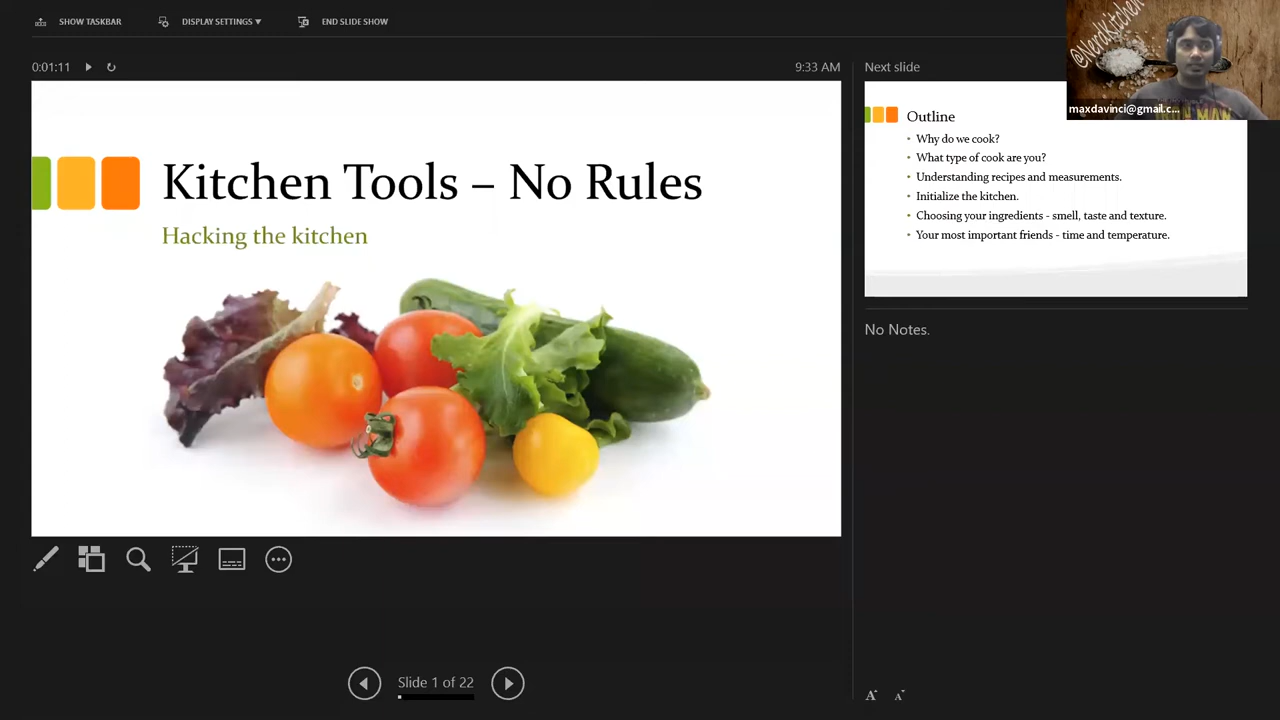 SHOW TASKBAR
DISPLAY SETTINGS ▼
END SLIDE SHOW
0:01:11
9:33 AM
Kitchen Tools – No Rules
Hacking the kitchen
Slide 1 of 22
Next slide
Outline
• Why do we cook?
• What type of cook are you?
• Understanding recipes and measurements.
• Initialize the kitchen.
• Choosing your ingredients - smell, taste and texture.
• Your most important friends - time and temperature.
No Notes.
A A
@NerdKitchen
maxdavinci@gmail.c...